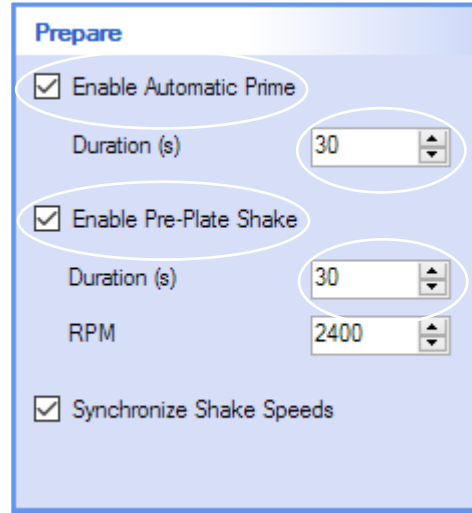 Prepare
Enable Automatic Prime
Duration (s) 30
Enable Pre-Plate Shake
Duration (s) 30
RPM 2400
Synchronize Shake Speeds